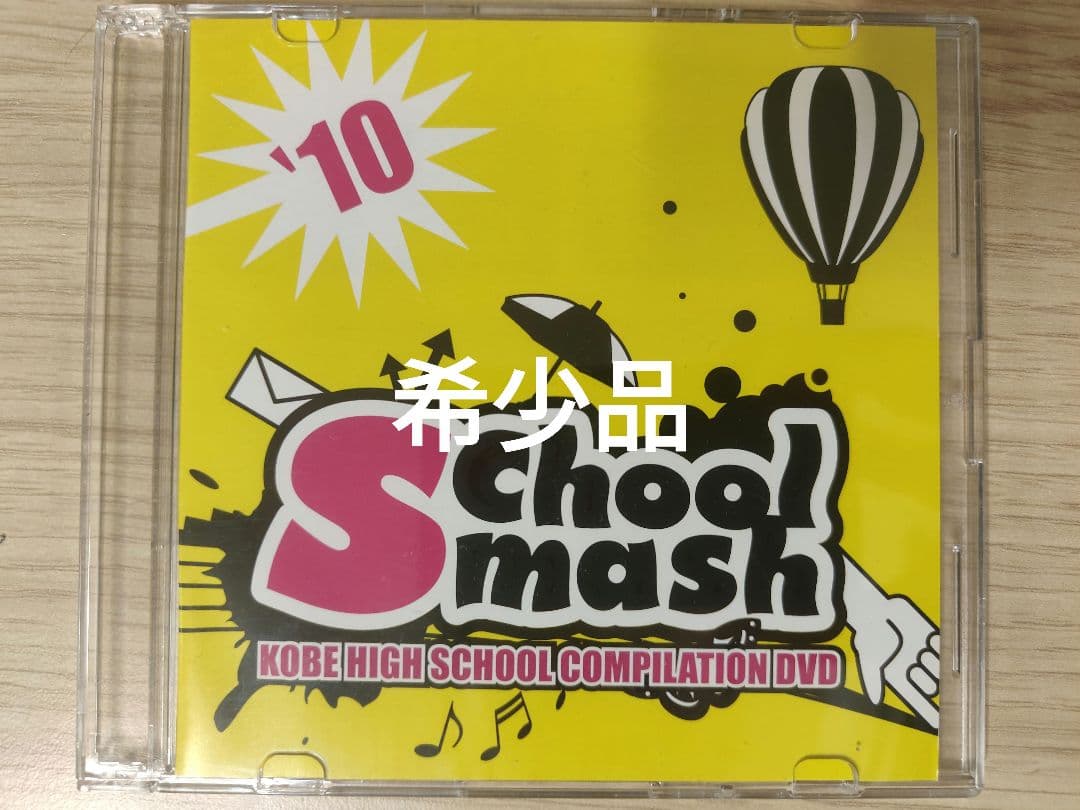 '10
希少品
School
Smash
KOBE HIGH SCHOOL COMPILATION DVD